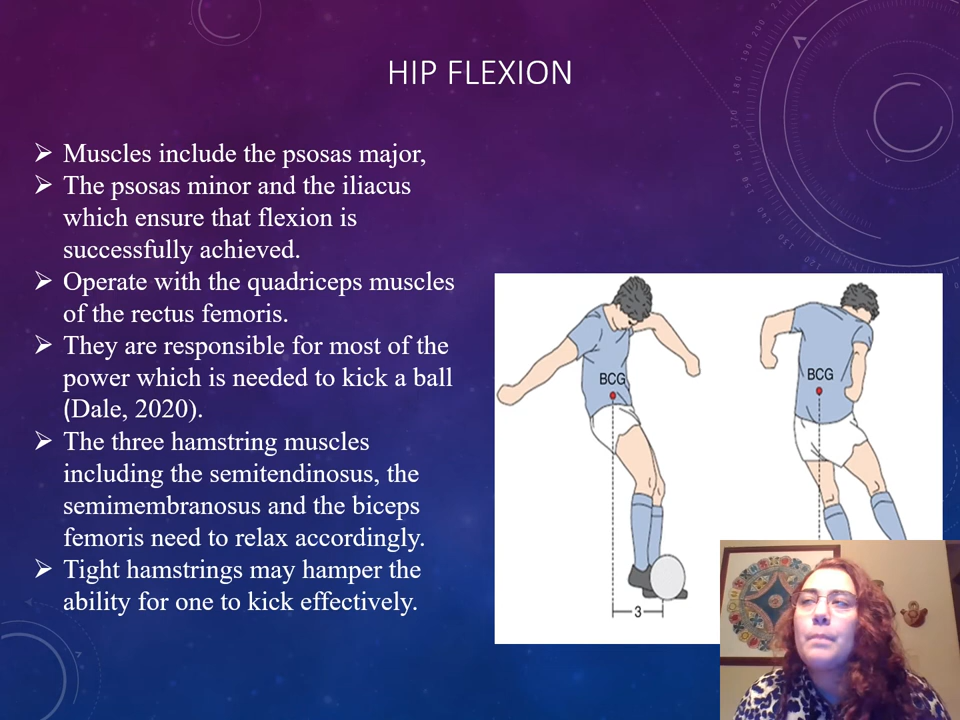 HIP FLEXION
Muscles include the psosas major,
The psosas minor and the iliacus
which ensure that flexion is
successfully achieved.
Operate with the quadriceps muscles
of the rectus femoris.
They are responsible for most of the
power which is needed to kick a ball
(Dale, 2020).
The three hamstring muscles
including the semitendinosus, the
semimembranosus and the biceps
femoris need to relax accordingly.
Tight hamstrings may hamper the
ability for one to kick effectively.
BCG
BCG
3